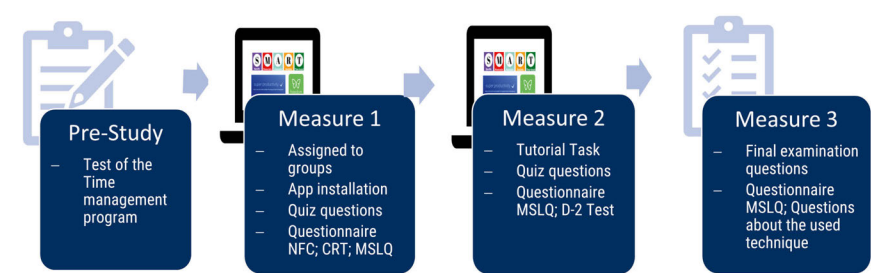 SMART
SMART
Pre-Study
– Test of the
Time
management
program
Measure 1
– Assigned to
groups
– App installation
– Quiz questions
– Questionnaire
NFC; CRT; MSLQ
Measure 2
– Tutorial Task
– Quiz questions
– Questionnaire
MSLQ; D-2 Test
Measure 3
– Final examination
questions
– Questionnaire
MSLQ; Questions
about the used
technique